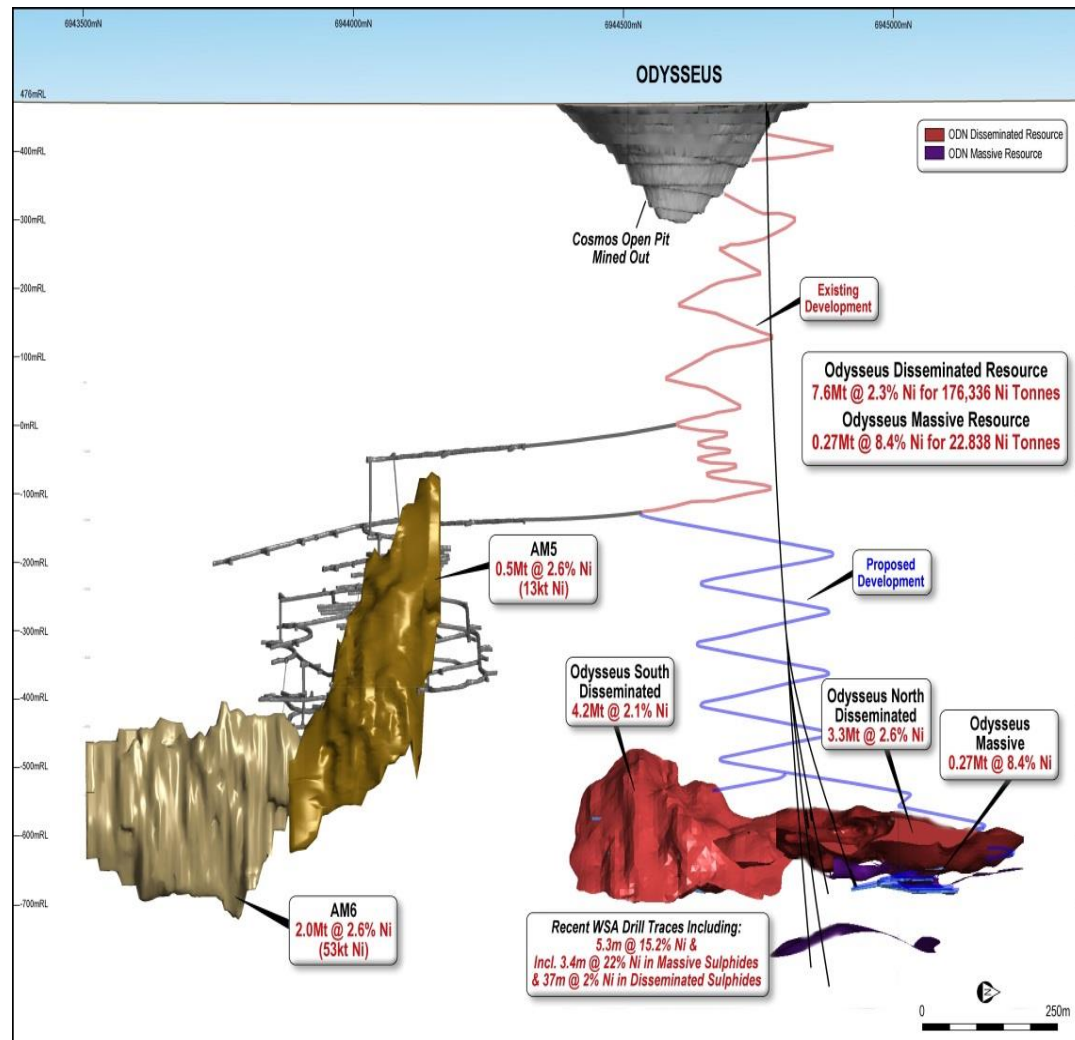 6943500mN
6944000mN
6944500mN
6945000mN
ODYSSEUS
476mRL
400mRL
300mRL
200mRL
100mRL
0mRL
-100mRL
-200mRL
-300mRL
-400mRL
-500mRL
-600mRL
-700mRL
ODN Disseminated Resource
ODN Massive Resource
Cosmos Open Pit
Mined Out
Existing
Development
Odysseus Disseminated Resource
7.6Mt @ 2.3% Ni for 176,336 Ni Tonnes
Odysseus Massive Resource
0.27Mt @ 8.4% Ni for 22.838 Ni Tonnes
AM5
0.5Mt @ 2.6% Ni
(13kt Ni)
Proposed
Development
Odysseus South
Disseminated
4.2Mt @ 2.1% Ni
Odysseus North
Disseminated
3.3Mt @ 2.6% Ni
Odysseus
Massive
0.27Mt @ 8.4% Ni
AM6
2.0Mt @ 2.6% Ni
(53kt Ni)
Recent WSA Drill Traces Including:
5.3m @ 15.2% Ni &
Incl. 3.4m @ 22% Ni in Massive Sulphides
& 37m @ 2% Ni in Disseminated Sulphides
N
0 250m